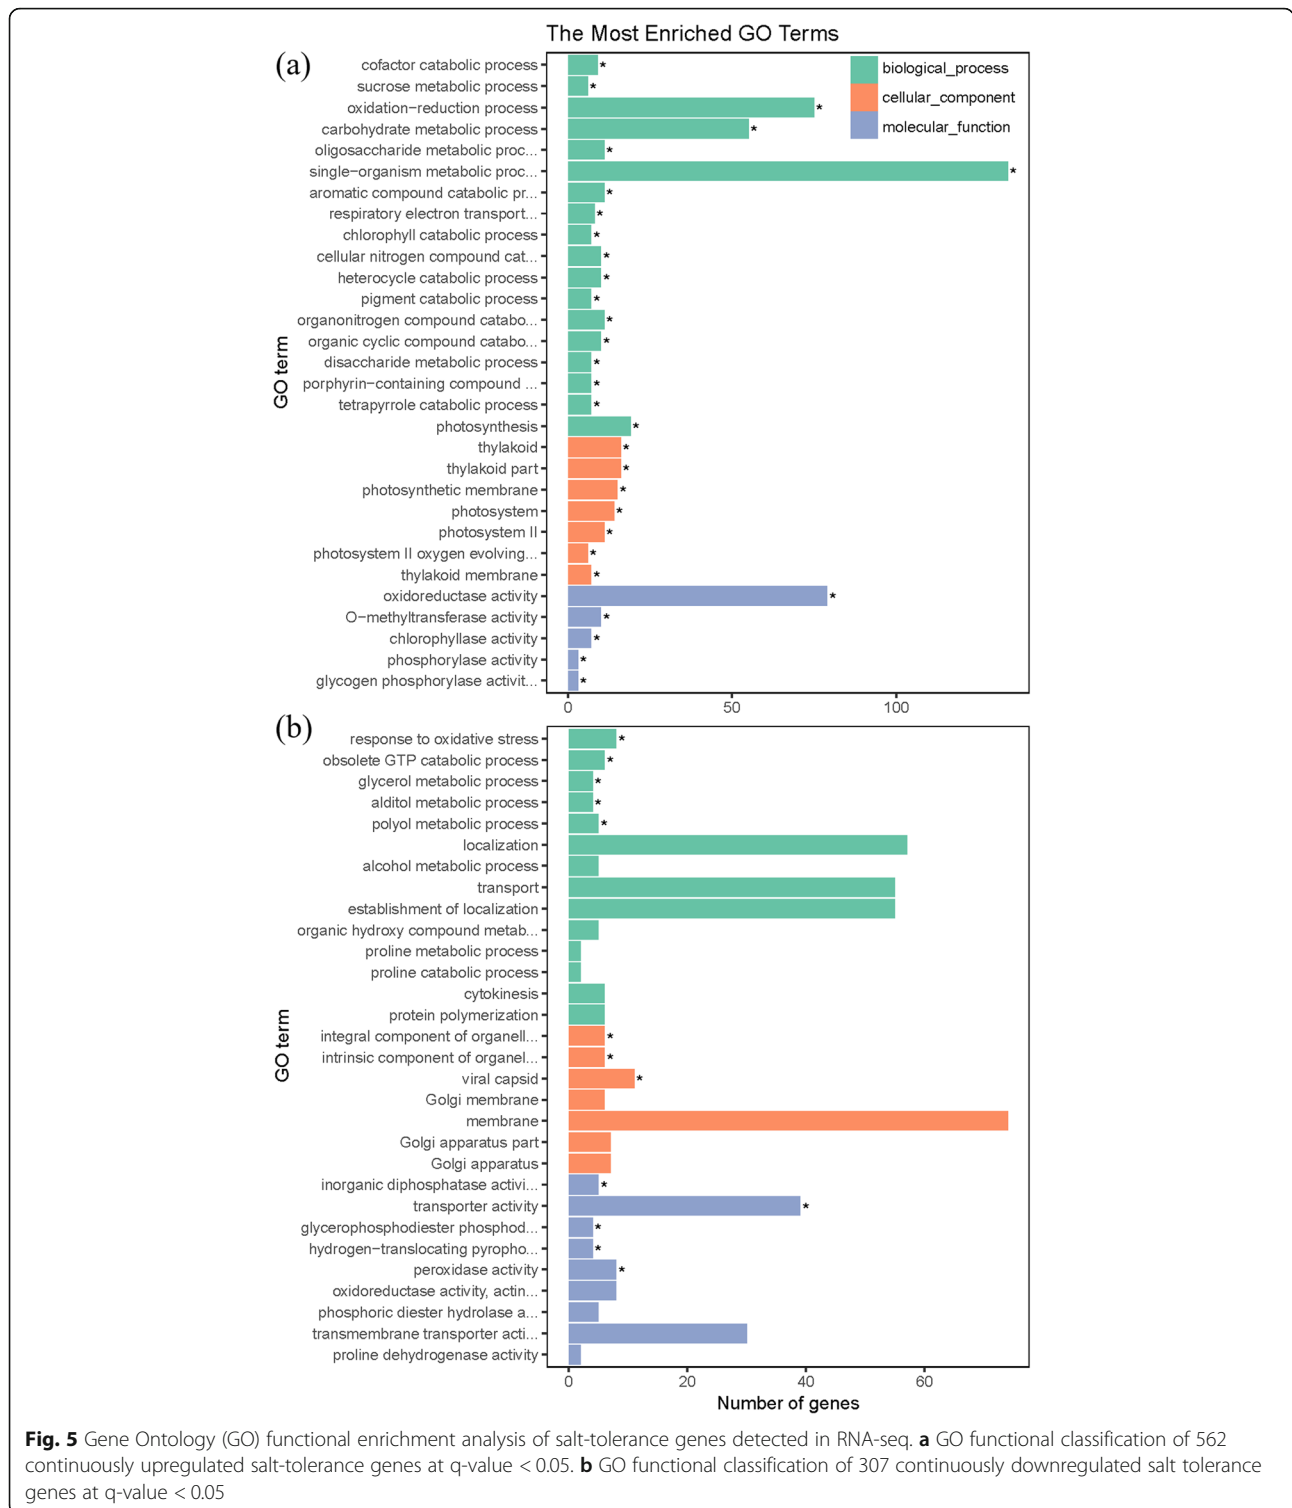 The Most Enriched GO Terms
(a)
cofactor catabolic process *
sucrose metabolic process *
oxidation−reduction process *
carbohydrate metabolic process *
oligosaccharide metabolic proc... *
single−organism metabolic proc... *
aromatic compound catabolic pr... *
respiratory electron transport... *
chlorophyll catabolic process *
cellular nitrogen compound cat... *
heterocycle catabolic process *
pigment catabolic process *
organonitrogen compound catabo... *
organic cyclic compound catabo... *
disaccharide metabolic process *
porphyrin−containing compound ... *
tetrapyrrole catabolic process *
photosynthesis *
thylakoid *
thylakoid part *
photosynthetic membrane *
photosystem *
photosystem II *
photosystem II oxygen evolving... *
thylakoid membrane *
oxidoreductase activity *
O−methyltransferase activity *
chlorophyllase activity *
phosphorylase activity *
glycogen phosphorylase activit... *
GO term
biological_process
cellular_component
molecular_function
0 50 100
(b)
response to oxidative stress *
obsolete GTP catabolic process *
glycerol metabolic process *
alditol metabolic process *
polyol metabolic process *
localization
alcohol metabolic process
transport
establishment of localization
organic hydroxy compound metab...
proline metabolic process
proline catabolic process
cytokinesis
protein polymerization
integral component of organell... *
intrinsic component of organel... *
viral capsid *
Golgi membrane
membrane
Golgi apparatus part
Golgi apparatus
inorganic diphosphatase activi... *
transporter activity *
glycerophosphodiester phosphod... *
hydrogen−translocating pyropho... *
peroxidase activity *
oxidoreductase activity, actin...
phosphoric diester hydrolase a...
transmembrane transporter acti...
proline dehydrogenase activity
GO term
0 20 40 60
Number of genes
Fig. 5 Gene Ontology (GO) functional enrichment analysis of salt-tolerance genes detected in RNA-seq. a GO functional classification of 562
continuously upregulated salt-tolerance genes at q-value < 0.05. b GO functional classification of 307 continuously downregulated salt tolerance
genes at q-value < 0.05